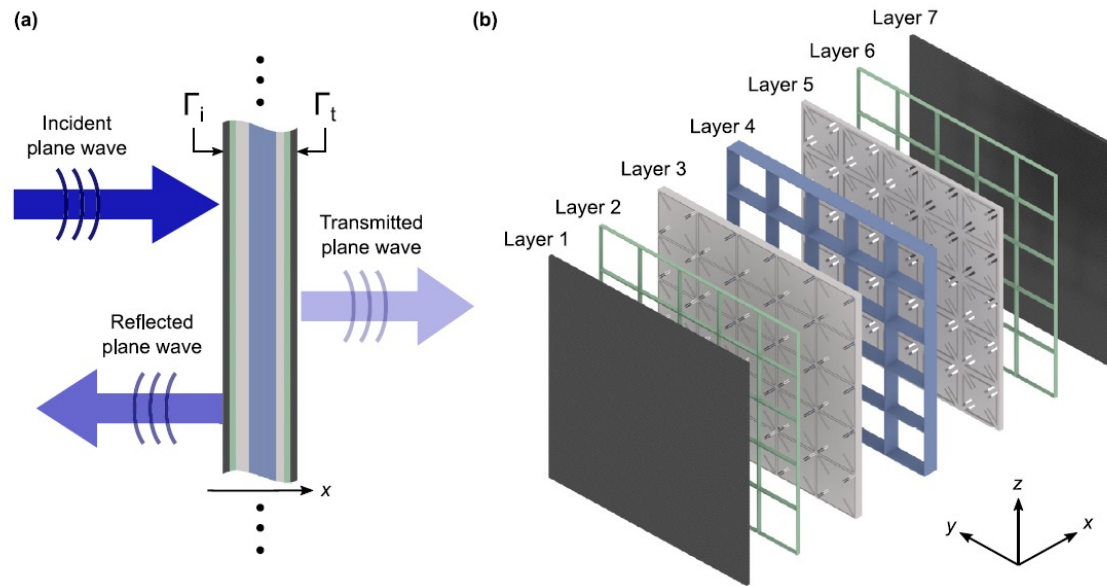 (a)
Γi
Γt
Incident
plane wave
Transmitted
plane wave
Reflected
plane wave
x
(b)
Layer 7
Layer 6
Layer 5
Layer 4
Layer 3
Layer 2
Layer 1
z
y
x